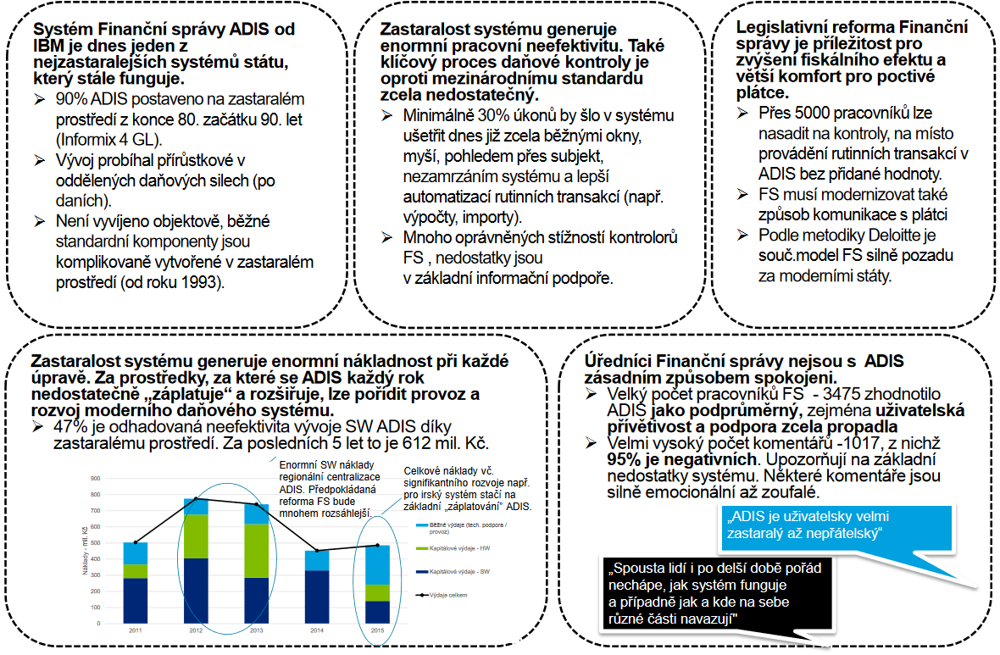 Systém Finanční správy ADIS od
IBM je dnes jeden z
nejzastaralejších systémů státu,
který stále funguje.
➢ 90% ADIS postaveno na zastaralém
prostředí z konce 80. začátku 90. let
(Informix 4 GL).
➢ Vývoj probíhal přírůstkové v
oddělených daňových silech (po
daních).
➢ Není vyvíjeno objektově, běžné
standardní komponenty jsou
komplikovaně vytvořené v zastaralém
prostředí (od roku 1993).
Zastaralost systému generuje
enormní pracovní neefektivitu. Také
klíčový proces daňové kontroly je
oproti mezinárodnímu standardu
zcela nedostatečný.
➢ Minimálně 30% úkonů by šlo v systému
ušetřit dnes již zcela běžnými okny,
myší, pohledem přes subjekt,
nezamrzáním systému a lepší
automatizací rutinních transakcí (např.
výpočty, importy).
➢ Mnoho oprávněných stížností kontrolorů
FS , nedostatky jsou
v základní informační podpoře.
Legislativní reforma Finanční
správy je příležitost pro
zvýšení fiskálního efektu a
větší komfort pro poctivé
plátce.
➢ Přes 5000 pracovníků lze
nasadit na kontroly, na místo
provádění rutinních transakcí v
ADIS bez přidané hodnoty.
➢ FS musí modernizovat také
způsob komunikace s plátci
➢ Podle metodiky Deloitte je
souč.model FS silně pozadu
za moderními státy.
Zastaralost systému generuje enormní nákladnost při každé
úpravě. Za prostředky, za které se ADIS každý rok
nedostatečně „záplatuje“ a rozšiřuje, lze pořídit provoz a
rozvoj moderního daňového systému.
➢ 47% je odhadovaná neefektivita vývoje SW ADIS díky
zastaralému prostředí. Za posledních 5 let to je 612 mil. Kč.
Enormní SW náklady
regionální centralizace
ADIS. Předpokládaná
reforma FS bude
mnohem rozsáhlejší.
Celkové náklady vč.
signifikantního rozvoje např.
pro irský systém stačí na
základní „záplatování” ADIS.
Náklady - mil. Kč
900
800
700
600
500
400
300
200
100
0
2011 2012 2013 2014 2015
Běžné výdaje (tech. podpora /
provoz)
Kapitálové výdaje - HW
Kapitálové výdaje - SW
Výdaje celkem
Úředníci Finanční správy nejsou s ADIS
zásadním způsobem spokojeni.
➢ Velký počet pracovníků FS - 3475 zhodnotilo
ADIS jako podprůměrný, zejména uživatelská
přívětivost a podpora zcela propadla
➢ Velmi vysoký počet komentářů -1017, z nichž
95% je negativních. Upozorňují na základní
nedostatky systému. Některé komentáře jsou
silně emocionální až zoufalé.
„ADIS je uživatelsky velmi
zastaralý až nepřátelský“
„Spousta lidí i po delší době pořád
nechápe, jak systém funguje
a případně jak a kde na sebe
různé části navazují"